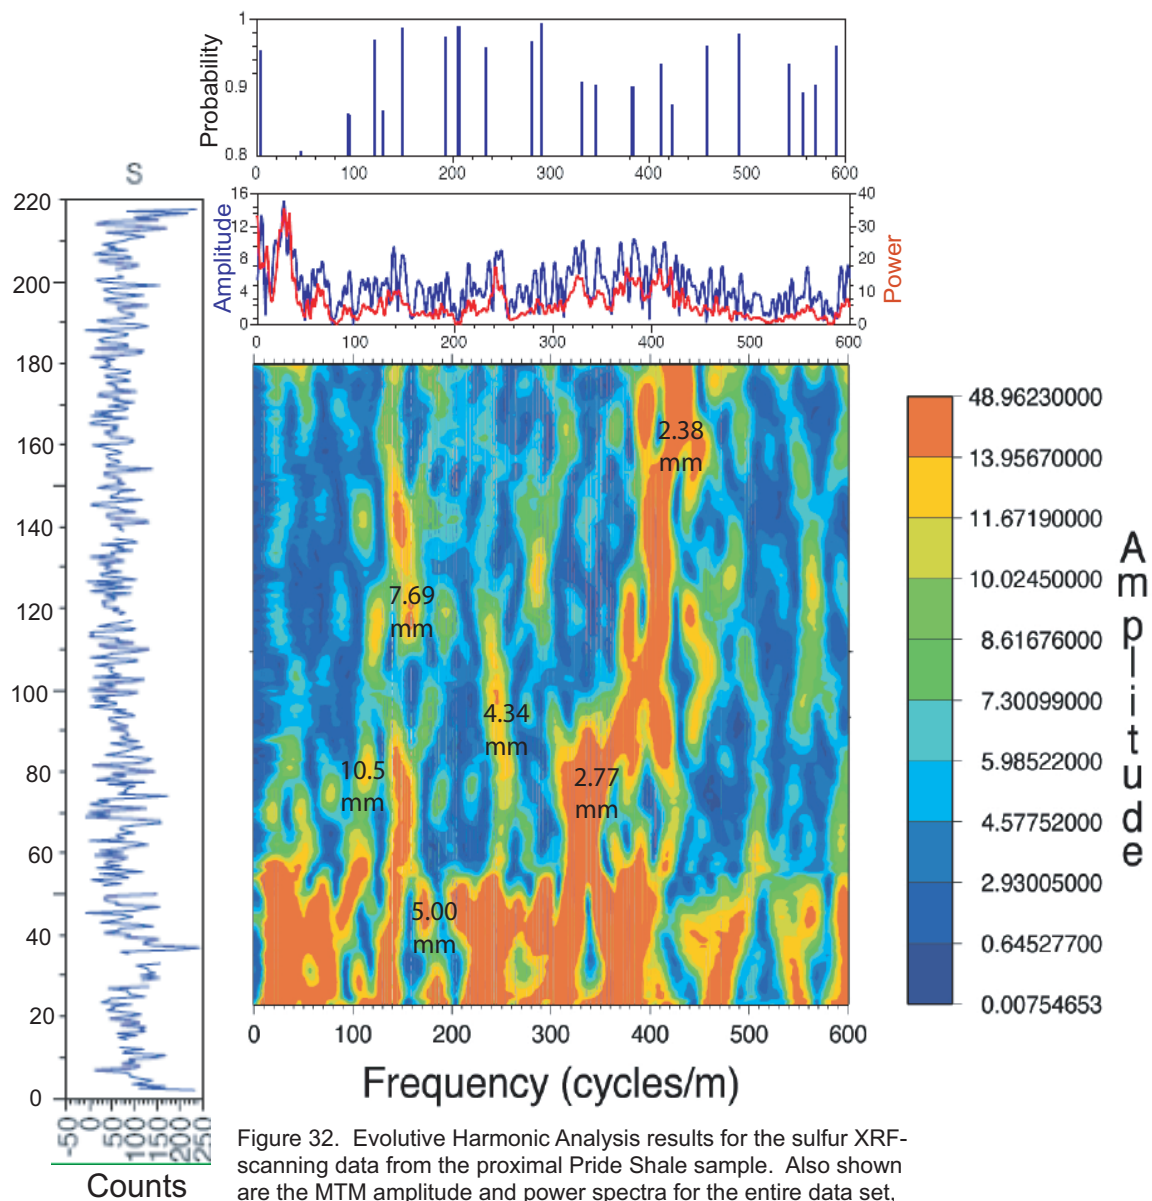 1
0.9
0.8
Probability
0 100 200 300 400 500 600
S
220
200
180
160
140
120
100
80
60
40
20
0
-50 0 50 100 150 200 250
Counts
16
12
8
4
0
Amplitude
40
30
20
10
0
Power
0 100 200 300 400 500 600
2.38
mm
7.69
mm
4.34
mm
10.5
mm
2.77
mm
5.00
mm
0 100 200 300 400 500 600
Frequency (cycles/m)
48.96230000
13.95670000
11.67190000
10.02450000
8.61676000
7.30099000
5.98522000
4.57752000
2.93005000
0.64527700
0.00754653
Amplitude
Figure 32. Evolutive Harmonic Analysis results for the sulfur XRF-
scanning data from the proximal Pride Shale sample. Also shown
are the MTM amplitude and power spectra for the entire data set,